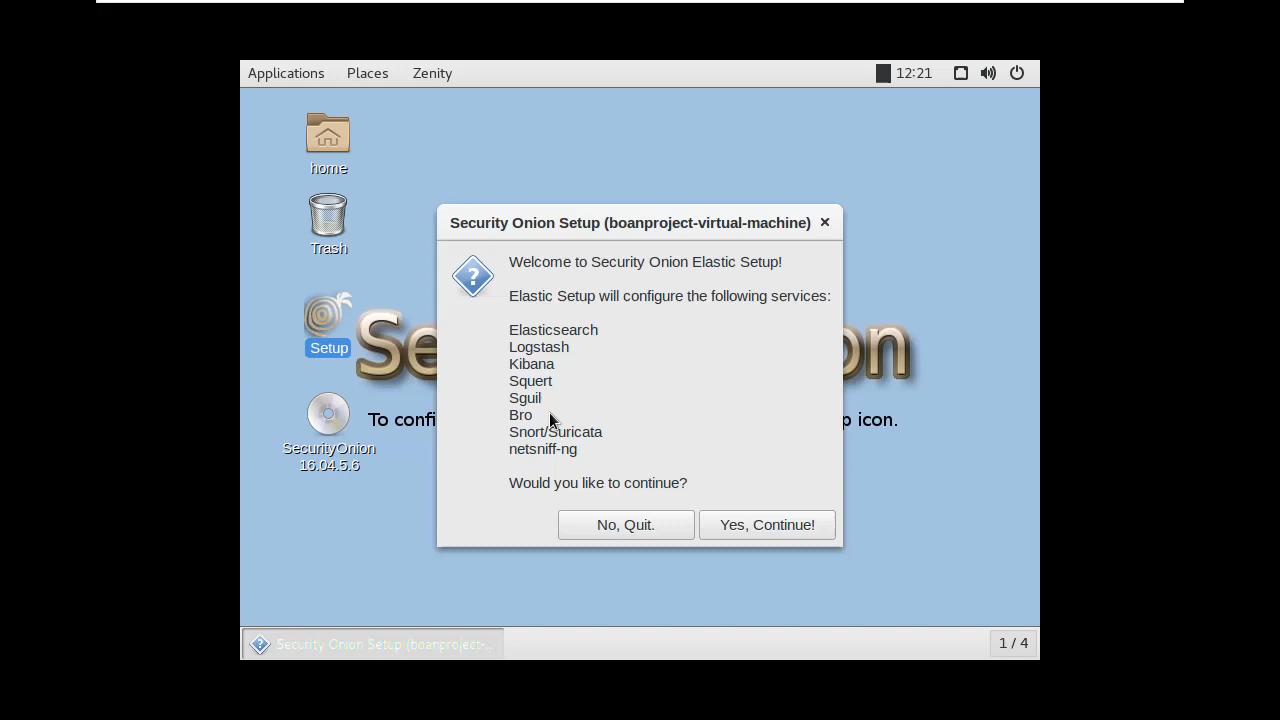 Applications Places Zenity 12:21
home
Trash
Setup
SecurityOnion
16.04.5.6
Se on
To confi p icon.
Security Onion Setup (boanproject-virtual-machine) ×
?
Welcome to Security Onion Elastic Setup!
Elastic Setup will configure the following services:
Elasticsearch
Logstash
Kibana
Squert
Sguil
Bro
Snort/Suricata
netsniff-ng
Would you like to continue?
No, Quit. Yes, Continue!
Security Onion Setup (boanproject-... 1 / 4